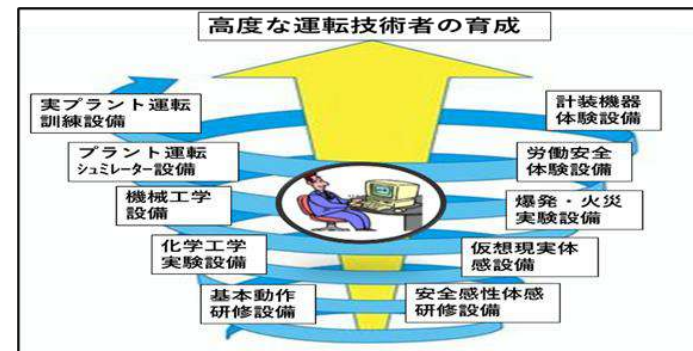 高度な運転技術者の育成
実プラント運転
訓練設備
計装機器
体験設備
プラント運転
シュミレーター設備
労働安全
体験設備
機械工学
設備
爆発・火災
実験設備
化学工学
実験設備
仮想現実体
感設備
基本動作
研修設備
安全感性体感
研修設備